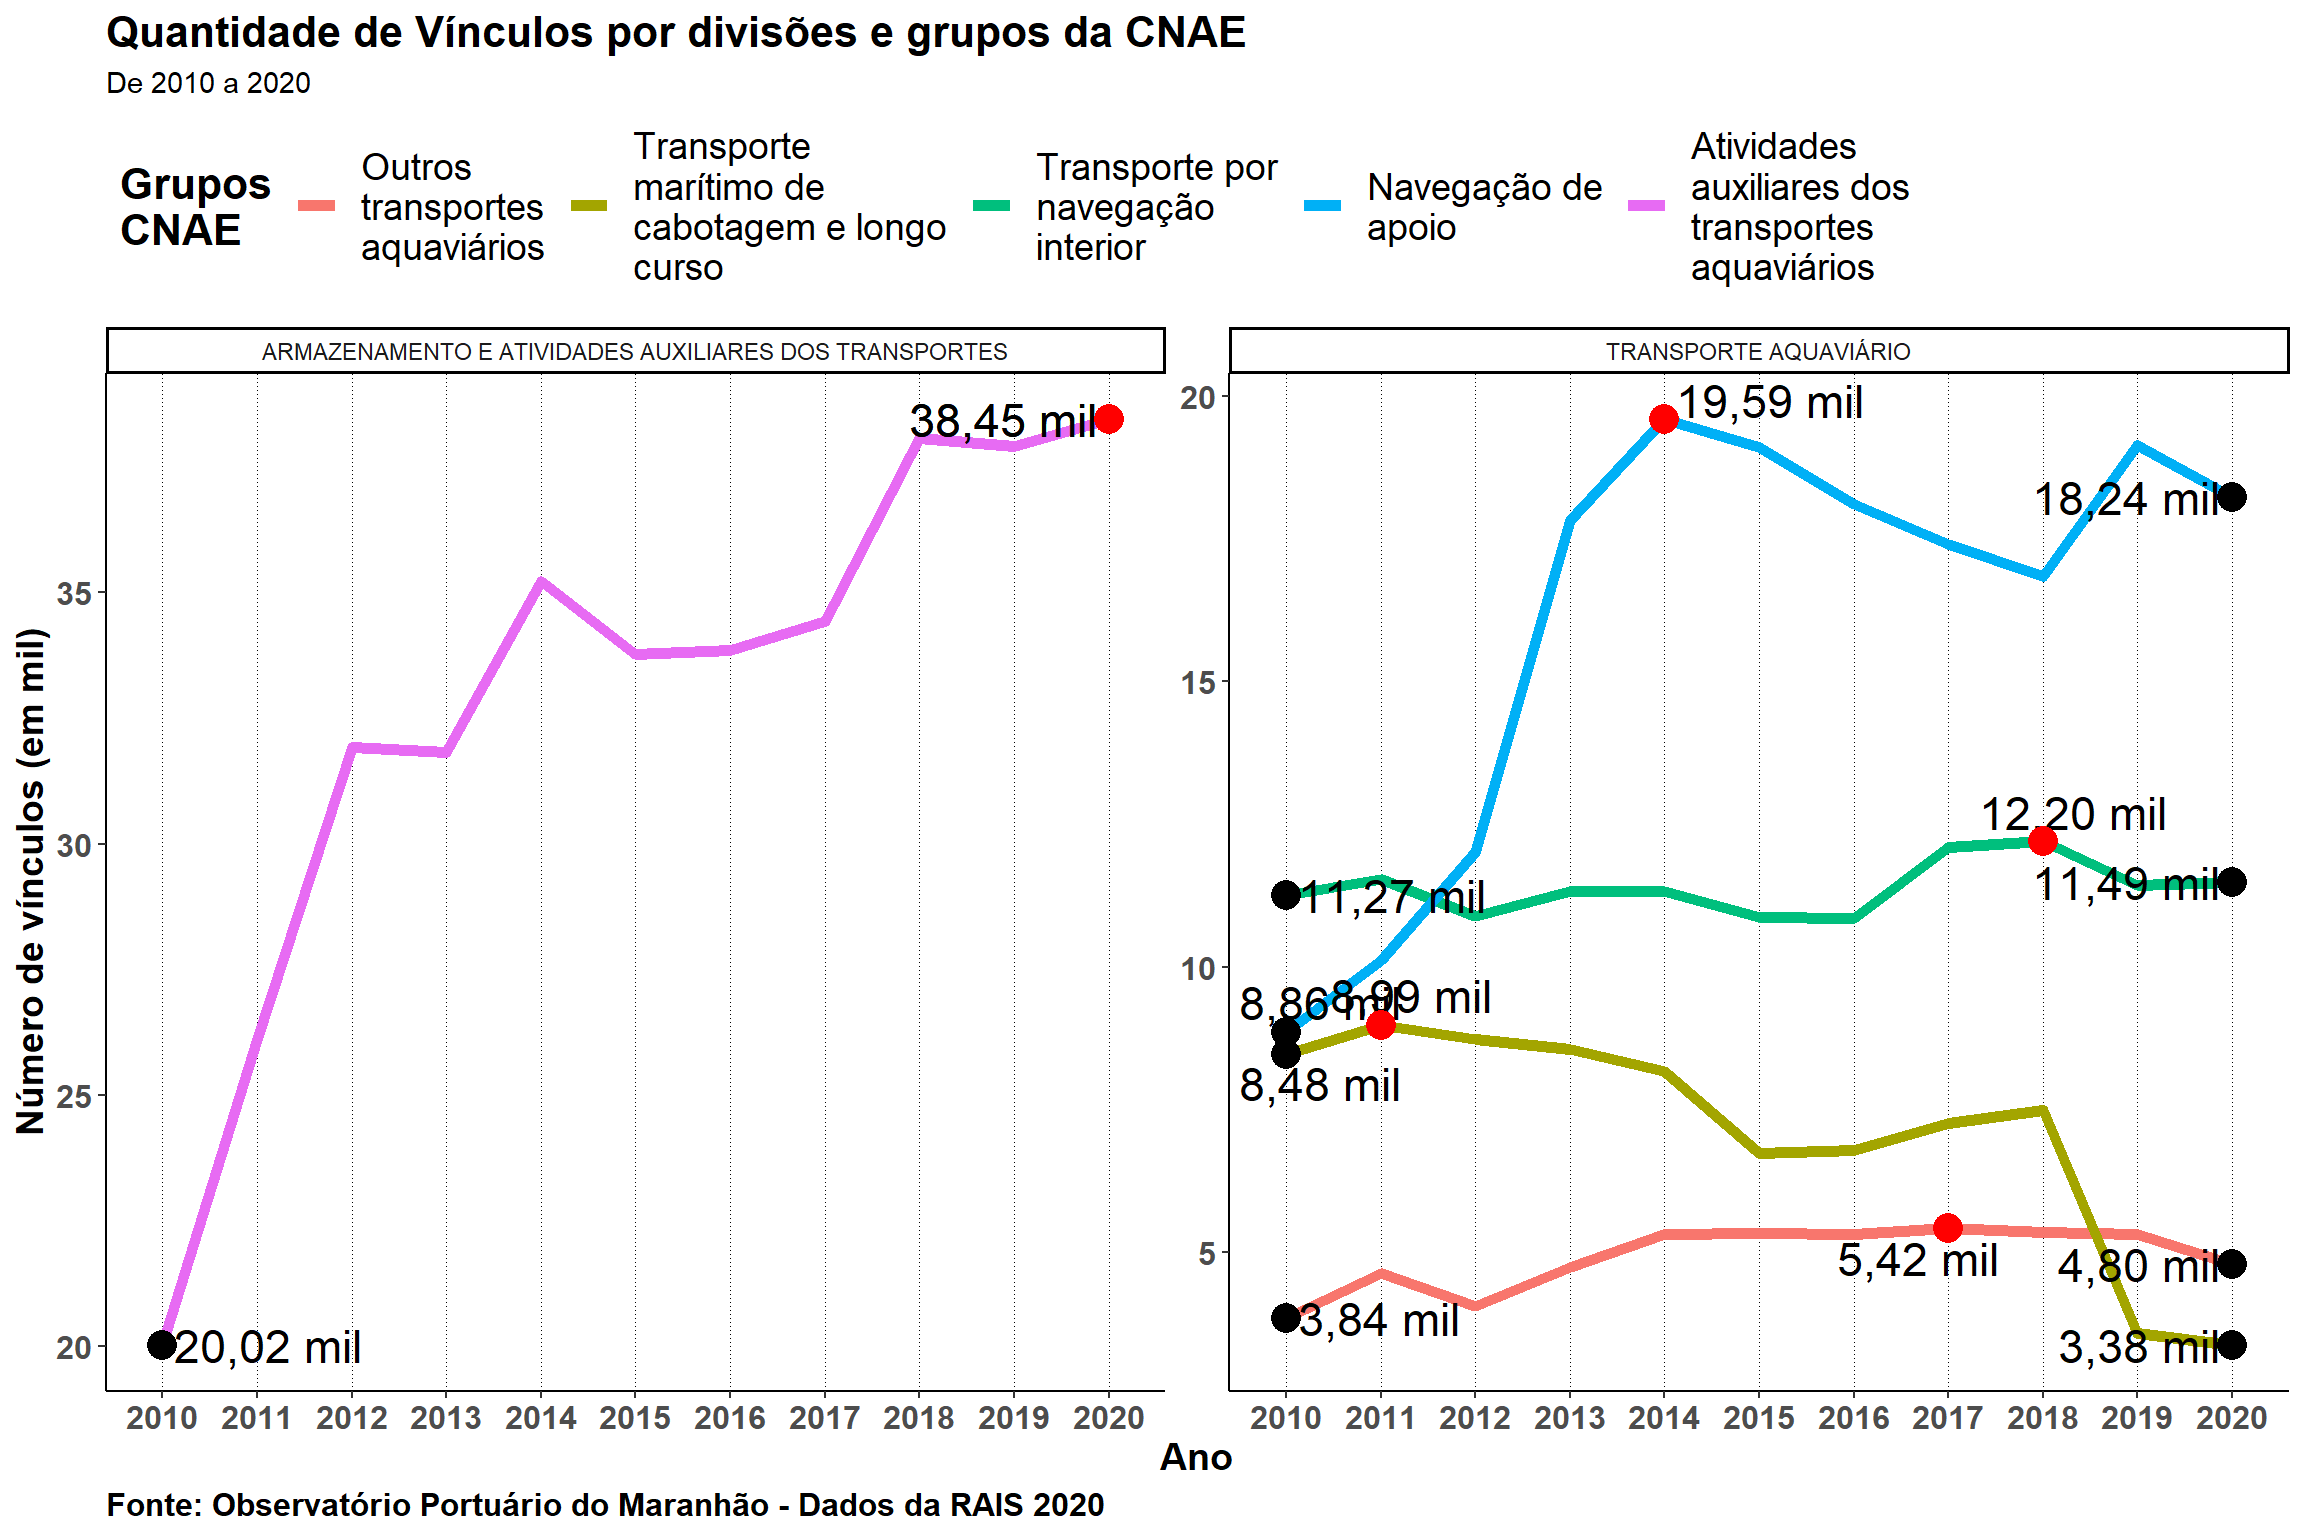 Quantidade de Vínculos por divisões e grupos da CNAE
De 2010 a 2020
Grupos
CNAE
Outros
transportes
aquaviários
Transporte
marítimo de
cabotagem e longo
curso
Transporte por
navegação
interior
Navegação de
apoio
Atividades
auxiliares dos
transportes
aquaviários
ARMAZENAMENTO E ATIVIDADES AUXILIARES DOS TRANSPORTES
TRANSPORTE AQUAVIÁRIO
Número de vínculos (em mil)
35
30
25
20
38,45 mil
20,02 mil
2010 2011 2012 2013 2014 2015 2016 2017 2018 2019 2020
20
15
10
5
19,59 mil
18,24 mil
12,20 mil
11,27 mil
11,49 mil
8,86 mil
8,99 mil
8,48 mil
5,42 mil
4,80 mil
3,84 mil
3,38 mil
2010 2011 2012 2013 2014 2015 2016 2017 2018 2019 2020
Ano
Fonte: Observatório Portuário do Maranhão - Dados da RAIS 2020